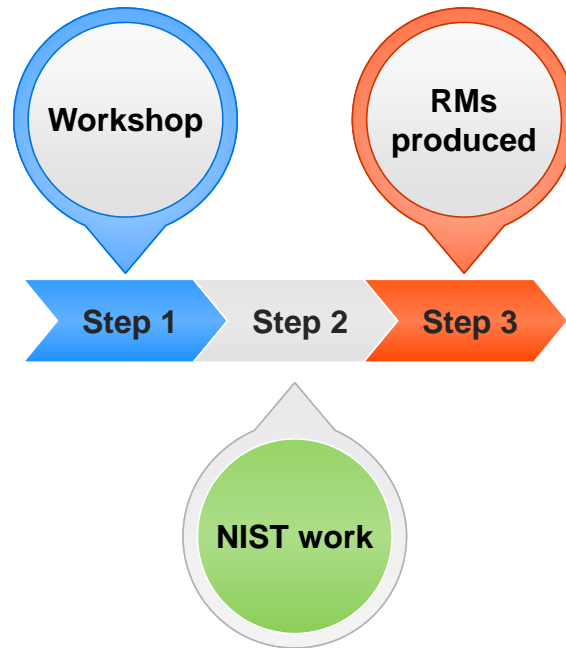 Workshop
RMs
produced
Step 1
Step 2
Step 3
NIST work